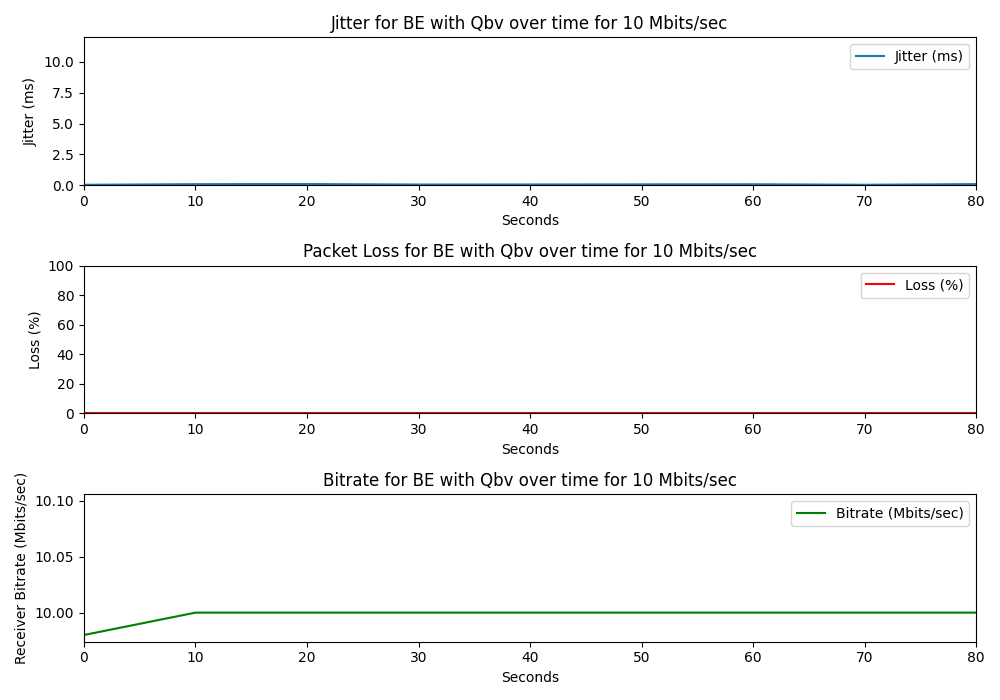 Jitter for BE with Qbv over time for 10 Mbits/sec
Jitter (ms)
10.0
7.5
5.0
2.5
0.0
Jitter (ms)
0 10 20 30 40 50 60 70 80
Seconds
Packet Loss for BE with Qbv over time for 10 Mbits/sec
Loss (%)
100
80
60
40
20
0
Loss (%)
0 10 20 30 40 50 60 70 80
Seconds
Bitrate for BE with Qbv over time for 10 Mbits/sec
Receiver Bitrate (Mbits/sec)
10.10
10.05
10.00
Bitrate (Mbits/sec)
0 10 20 30 40 50 60 70 80
Seconds